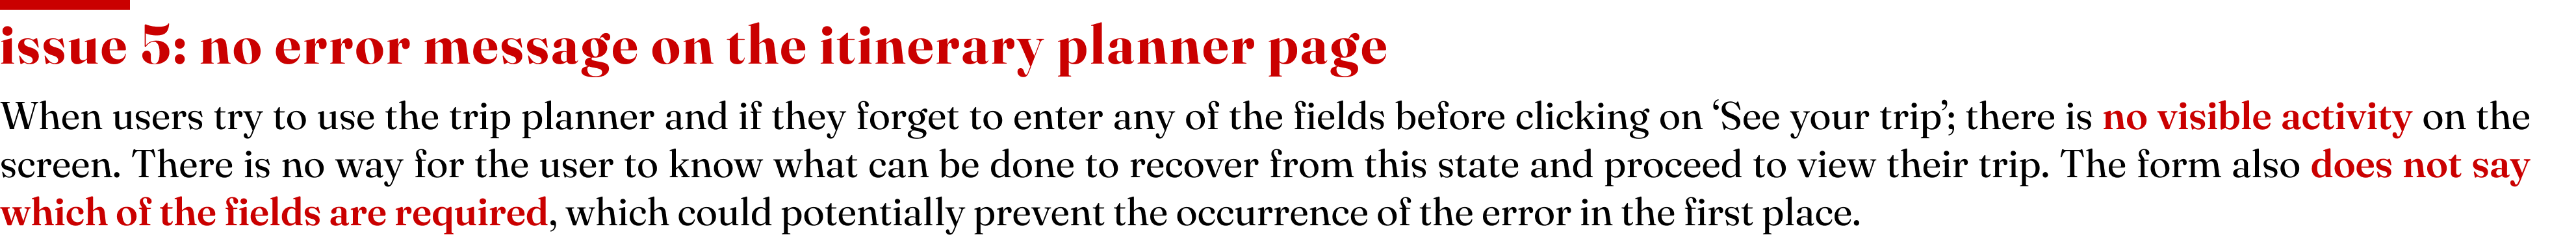 issue 5: no error message on the itinerary planner page
When users try to use the trip planner and if they forget to enter any of the fields before clicking on ‘See your trip’; there is no visible activity on the
screen. There is no way for the user to know what can be done to recover from this state and proceed to view their trip. The form also does not say
which of the fields are required, which could potentially prevent the occurrence of the error in the first place.